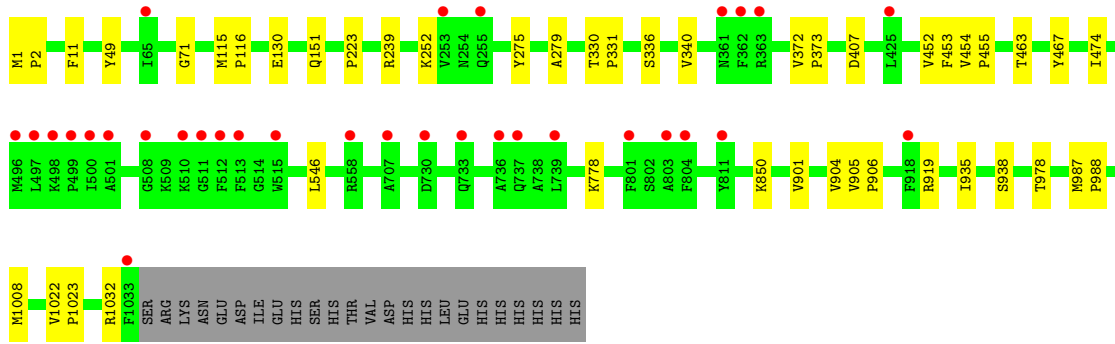 M1 P2 F11 Y49 I65 G71 M115 P116 E130 Q151 P223 R239 K252 V253 N254 Q255 Y275 A279 T330 P331 S336 V340 N361 F362 R363 V372 P373 D407 L425 V452 F453 V454 P455 T463 Y467 I474
M496 L497 K498 P499 I500 A501 G508 K509 K510 G511 F512 F513 G514 W515 L546 R558 A707 D730 Q733 A736 Q737 A738 L739 K778 F801 S802 A803 F804 Y811 K850 V901 V904 V905 P906 F918 R919 I935 S938 T978 M987 P988
M1008 V1022 P1023 R1032 F1033 SER ARG LYS ASN GLU ASP ILE GLU HIS SER HIS THR VAL ASP HIS HIS LEU GLU HIS HIS HIS HIS HIS HIS